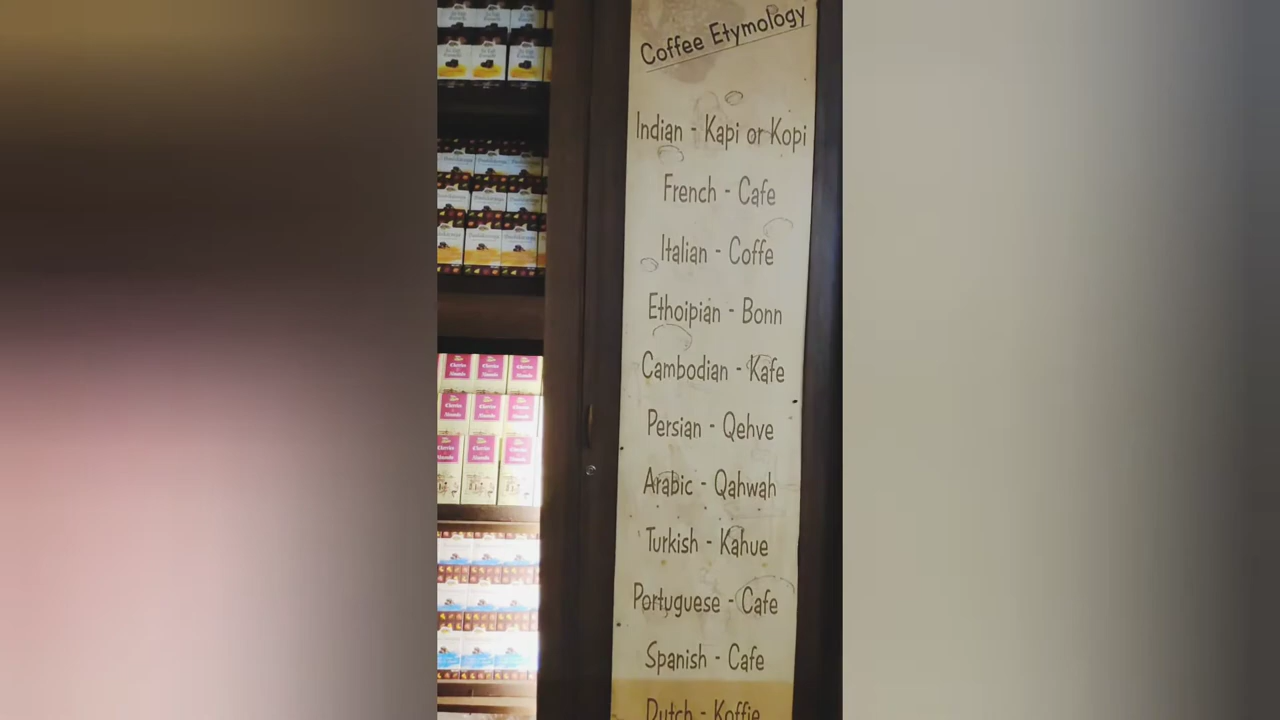 Coffee Etymology
Indian - Kapi or Kopi
French - Cafe
Italian - Coffe
Ethoipian - Bonn
Cambodian - Kafe
Persian - Qehve
Arabic - Qahwah
Turkish - Kahue
Portuguese - Cafe
Spanish - Cafe
Dutch - Koffie